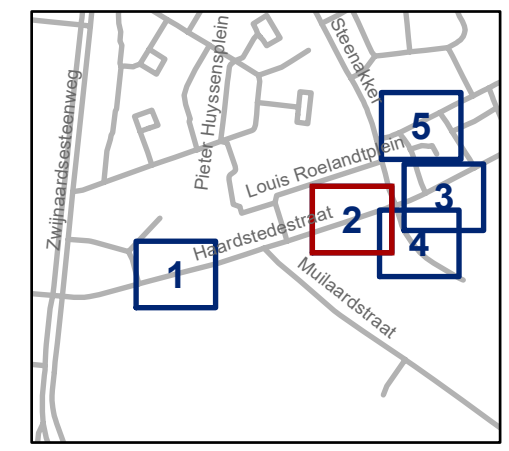 Zwijnaardsesteenweg
Pieter Huyssensplein
Steenakker
5
Louis Roelandtplein
3
2
Haardstedestraat
4
1
Muilaardstraat